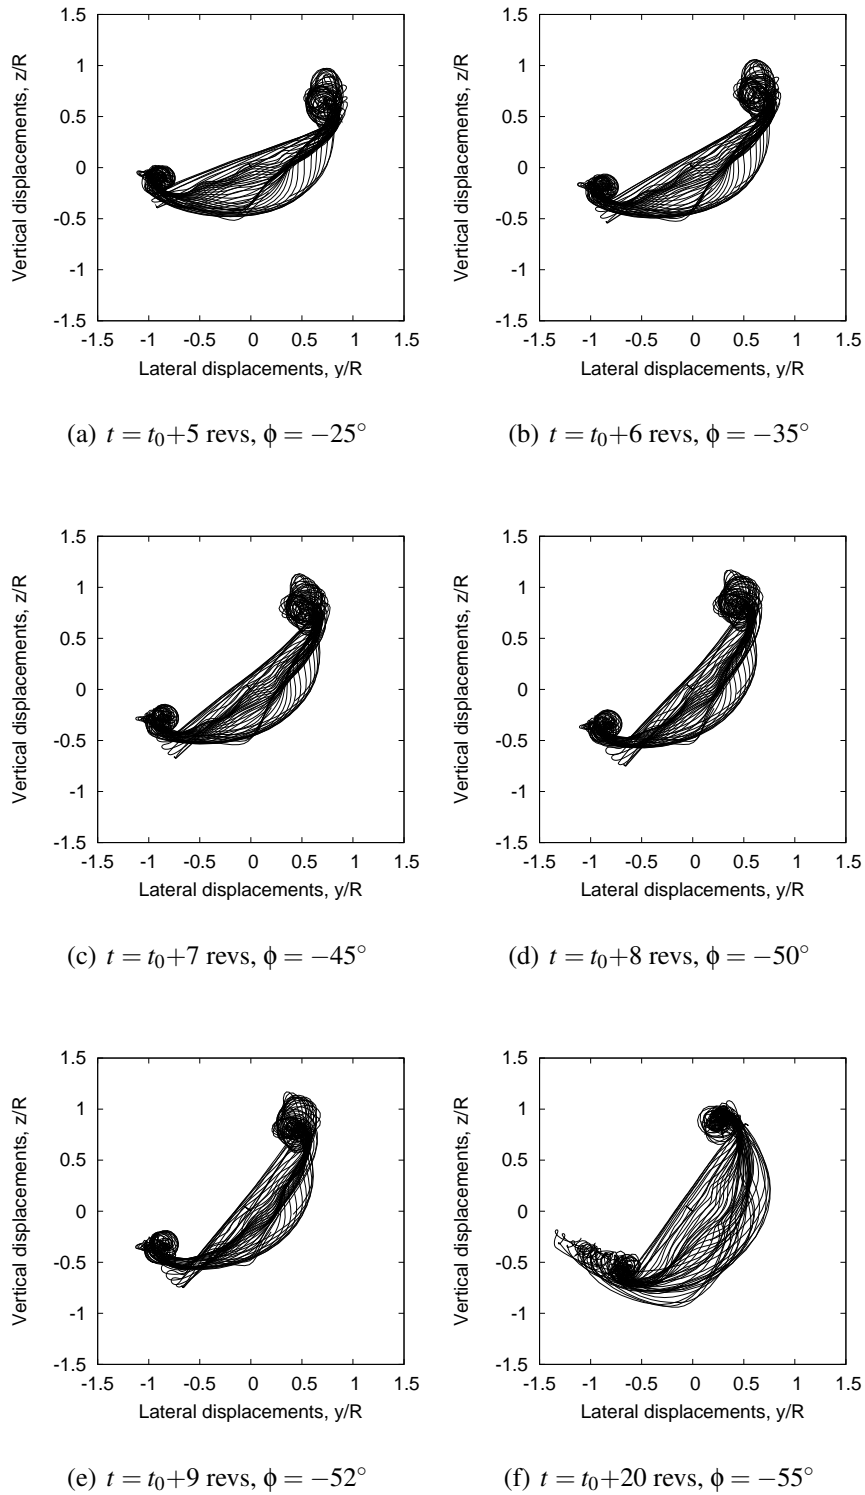 1.5
1
0.5
0
-0.5
-1
-1.5
Vertical displacements, z/R
-1.5 -1 -0.5 0 0.5 1 1.5
Lateral displacements, y/R
(a) t = t0+5 revs, ϕ = −25°
1.5
1
0.5
0
-0.5
-1
-1.5
Vertical displacements, z/R
-1.5 -1 -0.5 0 0.5 1 1.5
Lateral displacements, y/R
(b) t = t0+6 revs, ϕ = −35°
1.5
1
0.5
0
-0.5
-1
-1.5
Vertical displacements, z/R
-1.5 -1 -0.5 0 0.5 1 1.5
Lateral displacements, y/R
(c) t = t0+7 revs, ϕ = −45°
1.5
1
0.5
0
-0.5
-1
-1.5
Vertical displacements, z/R
-1.5 -1 -0.5 0 0.5 1 1.5
Lateral displacements, y/R
(d) t = t0+8 revs, ϕ = −50°
1.5
1
0.5
0
-0.5
-1
-1.5
Vertical displacements, z/R
-1.5 -1 -0.5 0 0.5 1 1.5
Lateral displacements, y/R
(e) t = t0+9 revs, ϕ = −52°
1.5
1
0.5
0
-0.5
-1
-1.5
Vertical displacements, z/R
-1.5 -1 -0.5 0 0.5 1 1.5
Lateral displacements, y/R
(f) t = t0+20 revs, ϕ = −55°